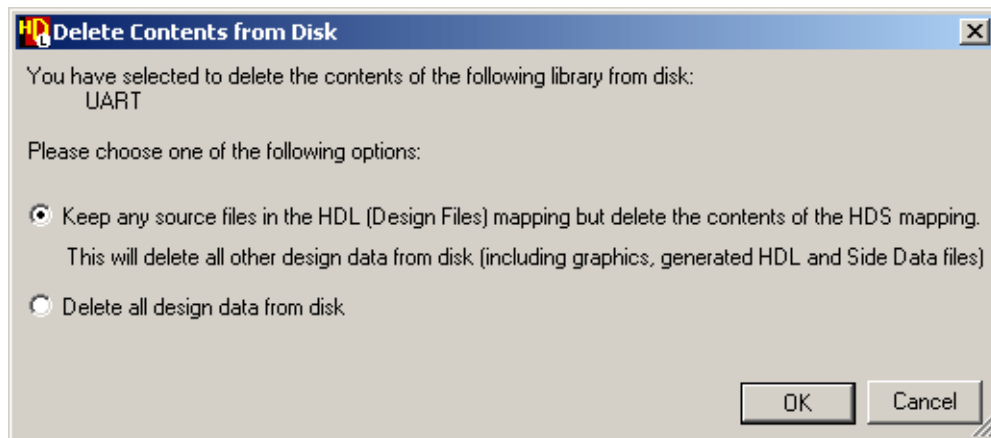 HDL Delete Contents from Disk
You have selected to delete the contents of the following library from disk:
UART
Please choose one of the following options:
Keep any source files in the HDL (Design Files) mapping but delete the contents of the HDS mapping.
This will delete all other design data from disk (including graphics, generated HDL and Side Data files)
Delete all design data from disk
OK Cancel